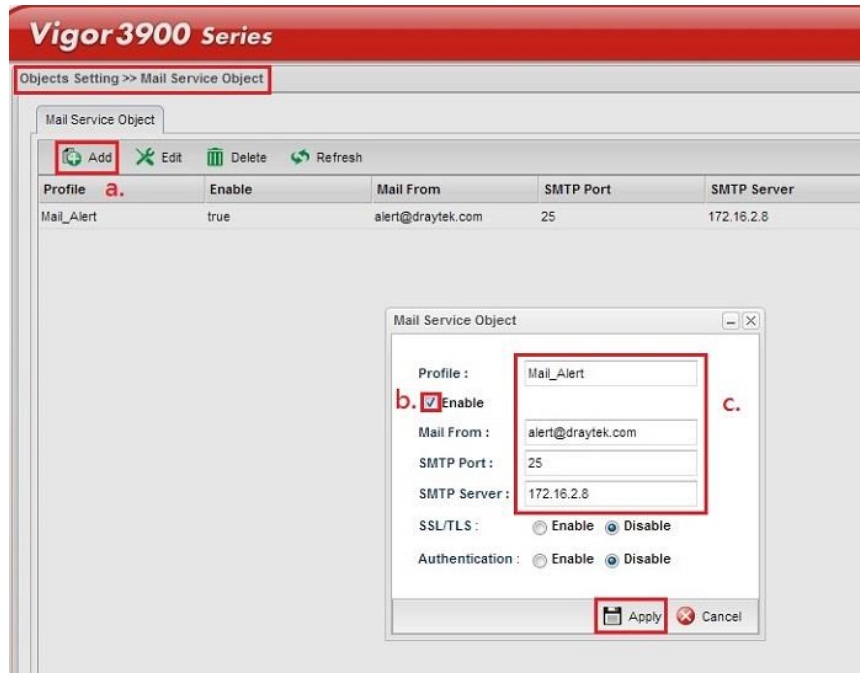 Vigor3900 Series
Objects Setting >> Mail Service Object
Mail Service Object
Add Edit Delete Refresh
Profile a. Enable Mail From SMTP Port SMTP Server
Mail_Alert true alert@draytek.com 25 172.16.2.8
Mail Service Object
Profile : Mail_Alert
b. Enable c.
Mail From : alert@draytek.com
SMTP Port : 25
SMTP Server : 172.16.2.8
SSL/TLS : Enable Disable
Authentication : Enable Disable
Apply Cancel